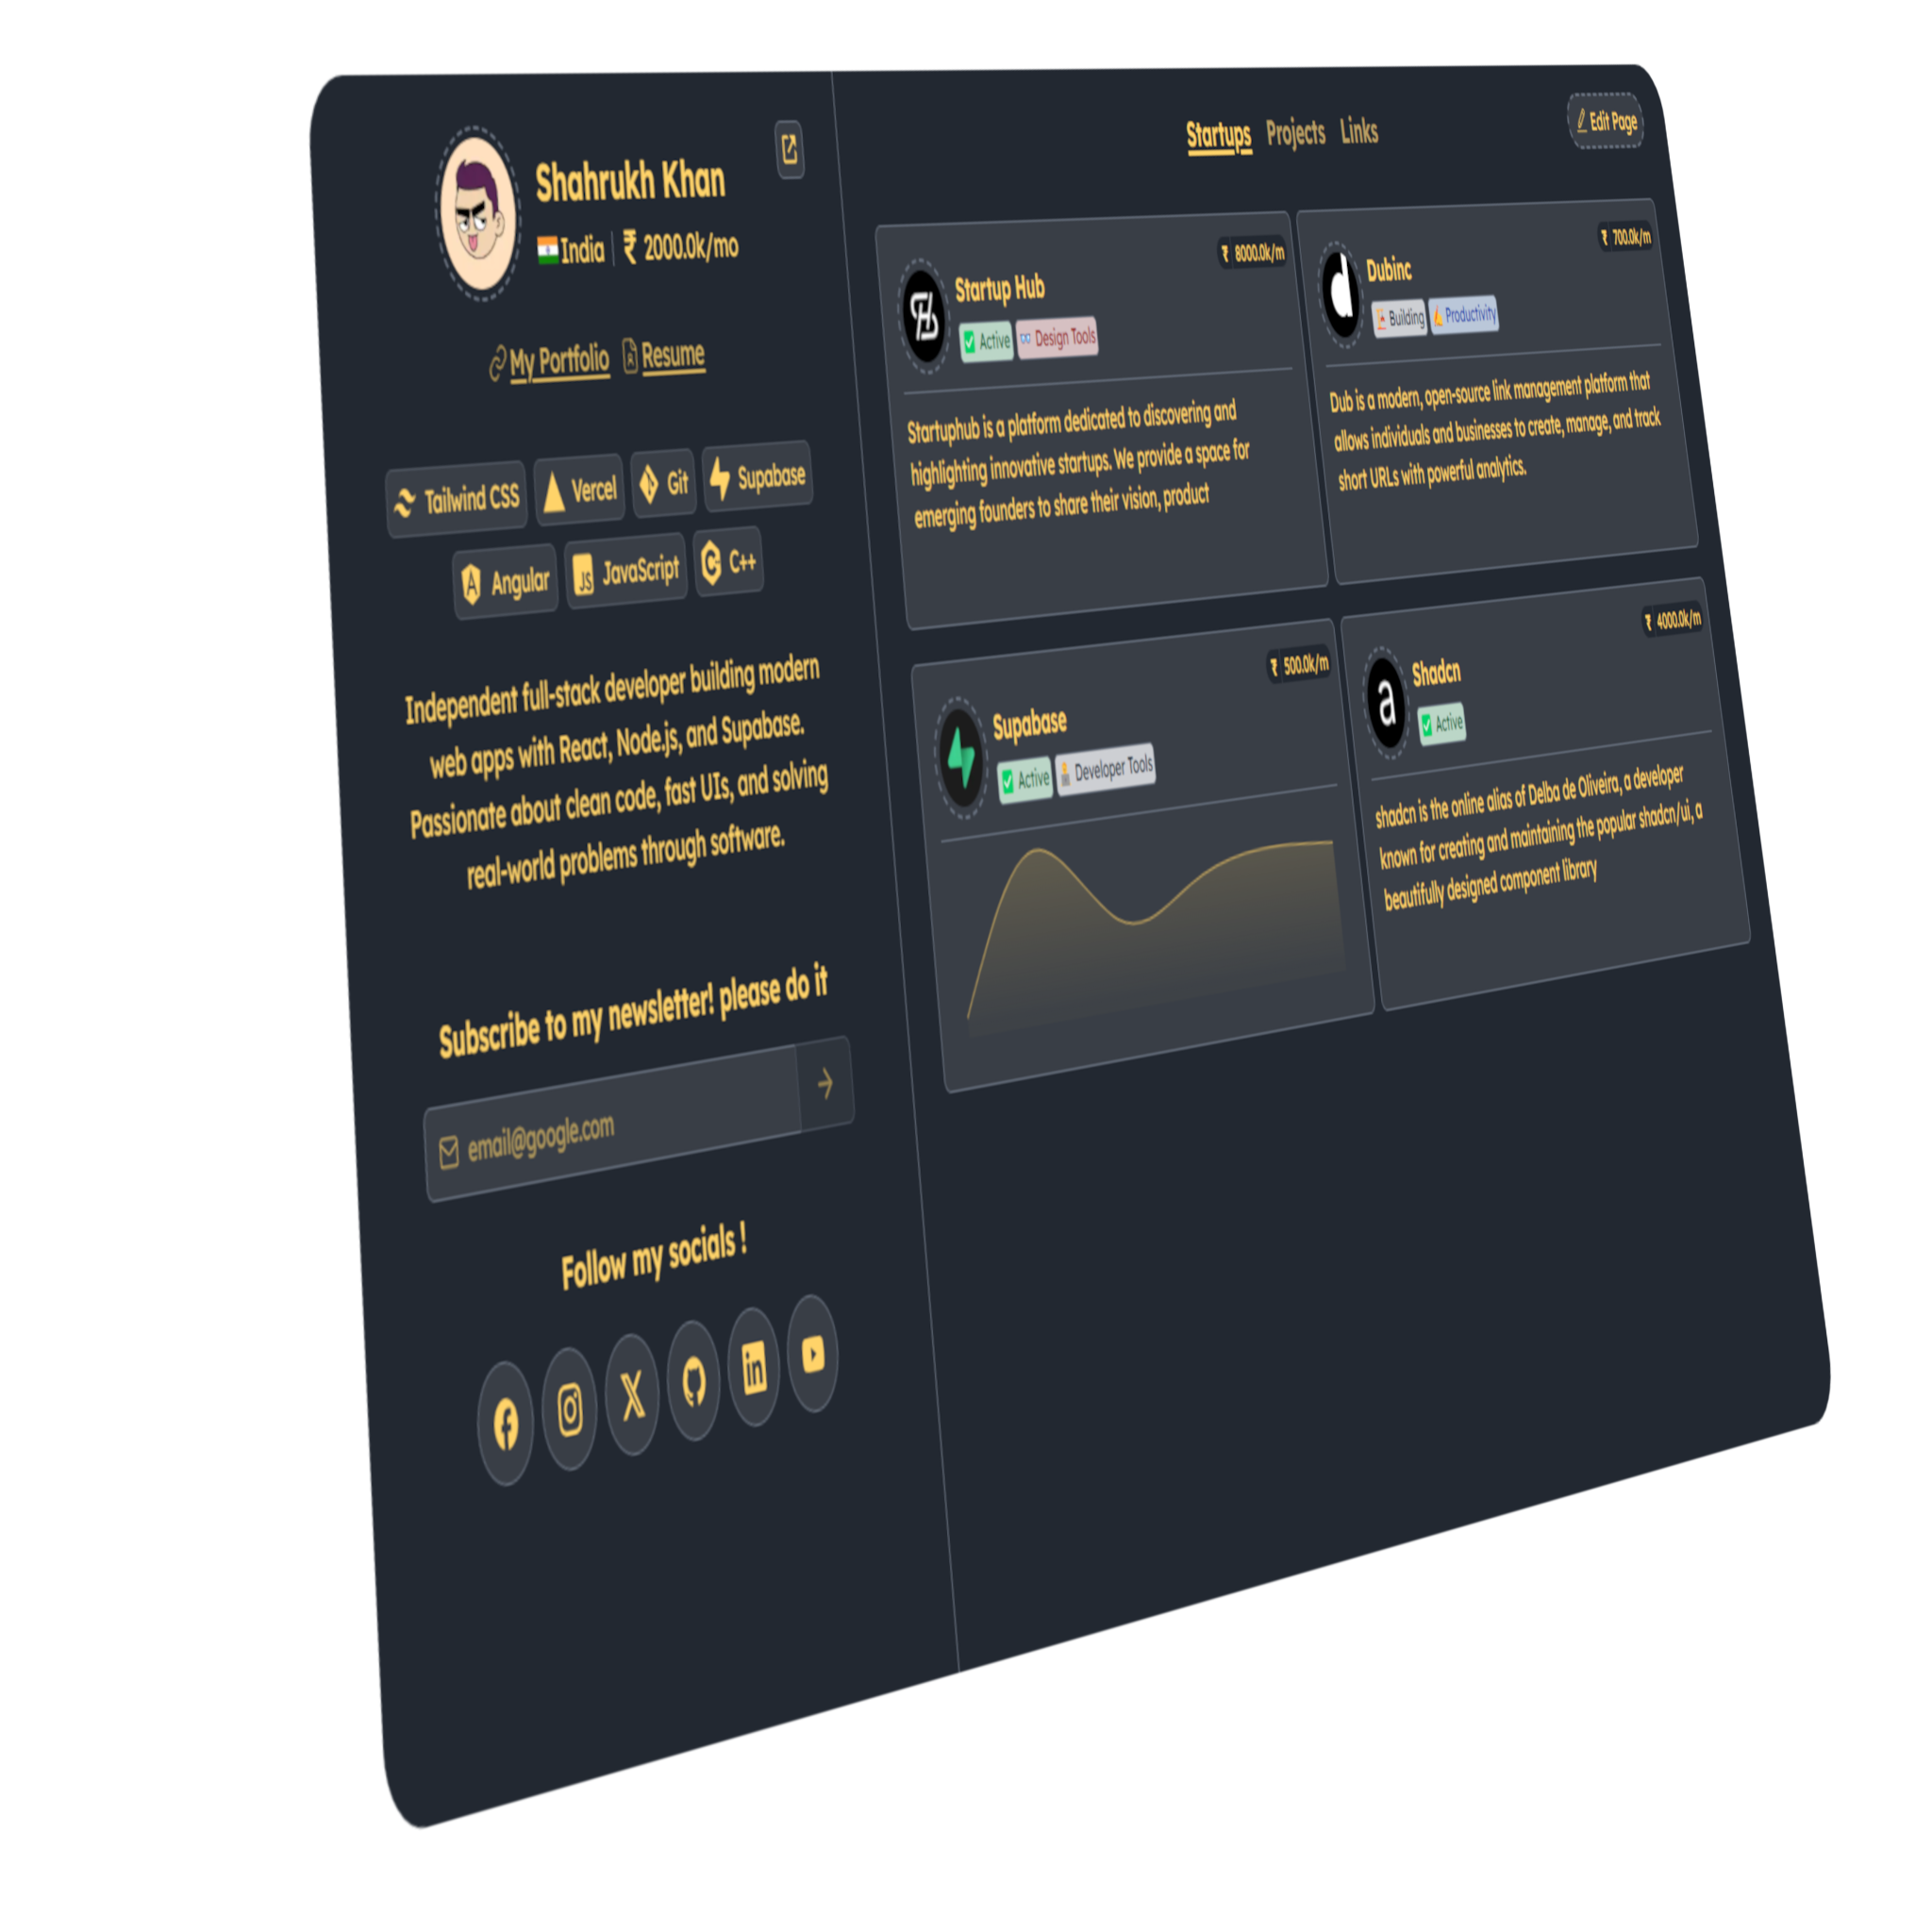 Shahrukh Khan
India | ₹ 2000.0k/mo
My Portfolio Resume
Tailwind CSS Vercel Git Supabase
Angular JS JavaScript C++
Independent full-stack developer building modern
web apps with React, Node.js, and Supabase.
Passionate about clean code, fast UIs, and solving
real-world problems through software.
Subscribe to my newsletter! please do it
email@google.com
Follow my socials !
Startups Projects Links
Edit Page
Startup Hub
₹ 8000.0k/m
Active Design Tools
Startuphub is a platform dedicated to discovering and
highlighting innovative startups. We provide a space for
emerging founders to share their vision, product
d
Dubinc
₹ 700.0k/m
Building Productivity
Dub is a modern, open-source link management platform that
allows individuals and businesses to create, manage, and track
short URLs with powerful analytics.
Supabase
₹ 500.0k/m
Active Developer Tools
a
Shadcn
₹ 4000.0k/m
Active
shadcn is the online alias of Delba de Oliveira, a developer
known for creating and maintaining the popular shadcn/ui, a
beautifully designed component library